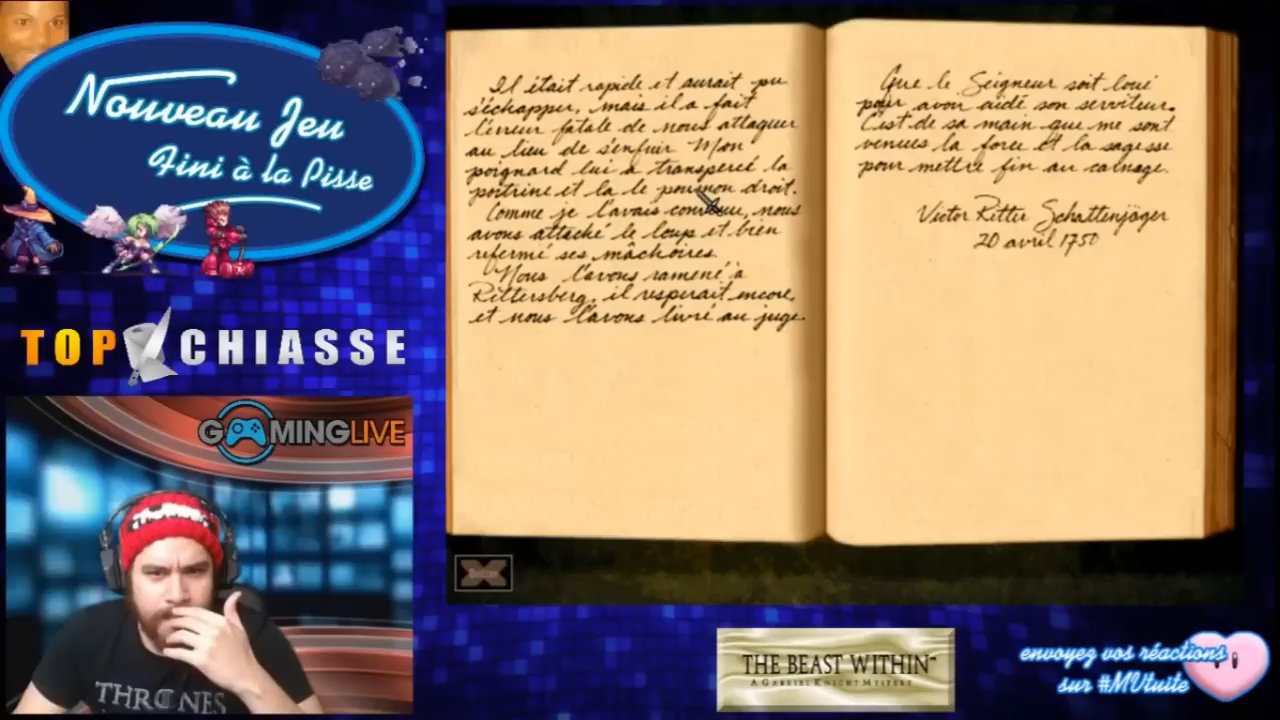 Nouveau Jeu
Fini à la Pisse
TOP CHIASSE
GAMINGLIVE
THRONES
Il était rapide et aurait pu
s'échapper, mais il a fait
l'erreur fatale de nous attaquer
au lieu de s'enfuir. Mon
poignard lui a transpercé la
poitrine et la le poumon droit.
Comme je l'avais convenu, nous
avons attaché le loup et bien
refermé ses mâchoires.
Nous l'avons ramené à
Rittersberg, il respirait encore,
et nous l'avons livré au juge.
Que le Seigneur soit loué
pour avoir aidé son serviteur.
C'est de sa main que me sont
venues la force et la sagesse
pour mettre fin au carnage.
Victor Ritter Schattenjäger
20 avril 1750
THE BEAST WITHIN™
A GABRIEL KNIGHT MYSTERY
envoyez vos réactions
sur #MVtuite